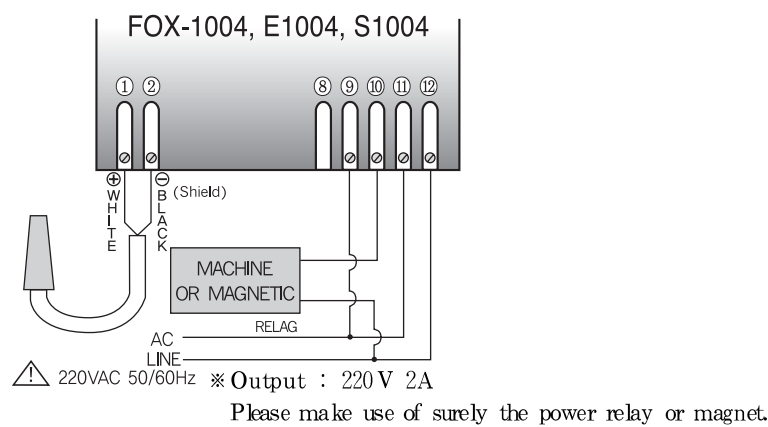 FOX-1004, E1004, S1004
① ② ⑧ ⑨ ⑩ ⑪ ⑫
⊕ ⊖
WHITE
BLACK
(Shield)
MACHINE
OR MAGNETIC
RELAG
AC
LINE
220VAC 50/60Hz
※ Output : 220 V 2A
Please make use of surely the power relay or magnet.